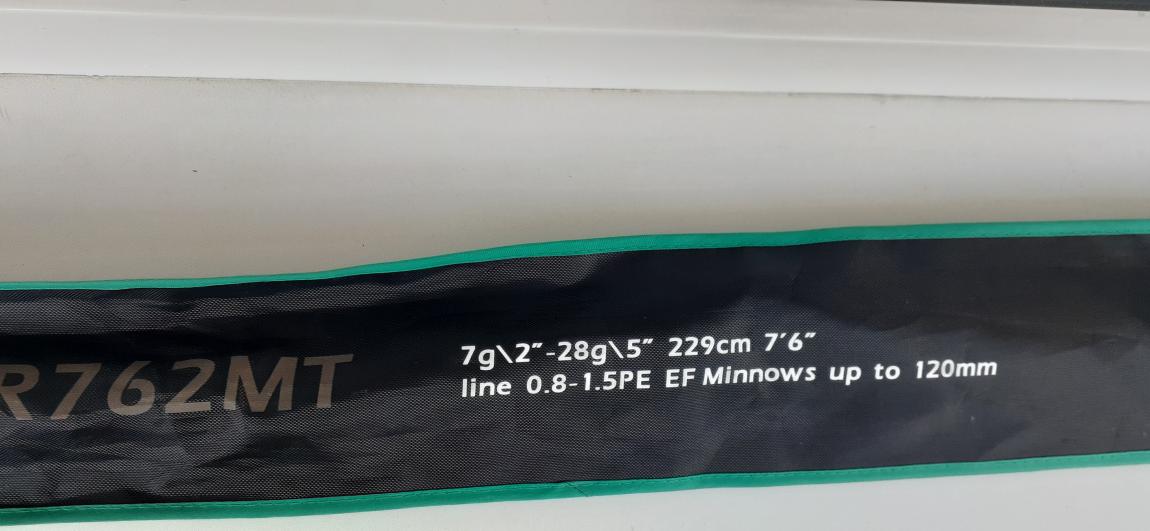 R762MT
7g\2"-28g\5" 229cm 7'6"
line 0.8-1.5PE EF Minnows up to 120mm